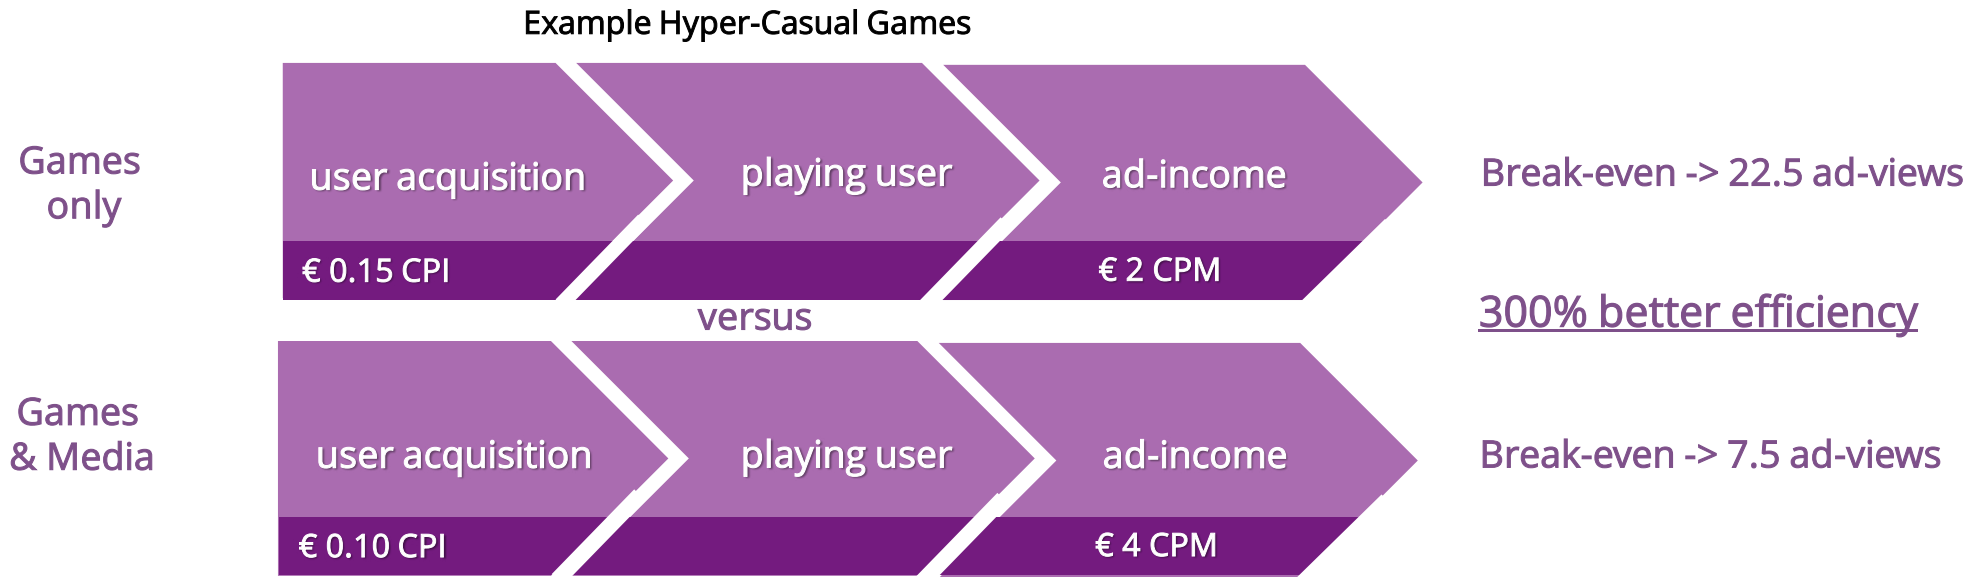 Example Hyper-Casual Games
Games
only
user acquisition
playing user
ad-income
Break-even -> 22.5 ad-views
€ 0.15 CPI
€ 2 CPM
versus
300% better efficiency
Games
& Media
user acquisition
playing user
ad-income
Break-even -> 7.5 ad-views
€ 0.10 CPI
€ 4 CPM